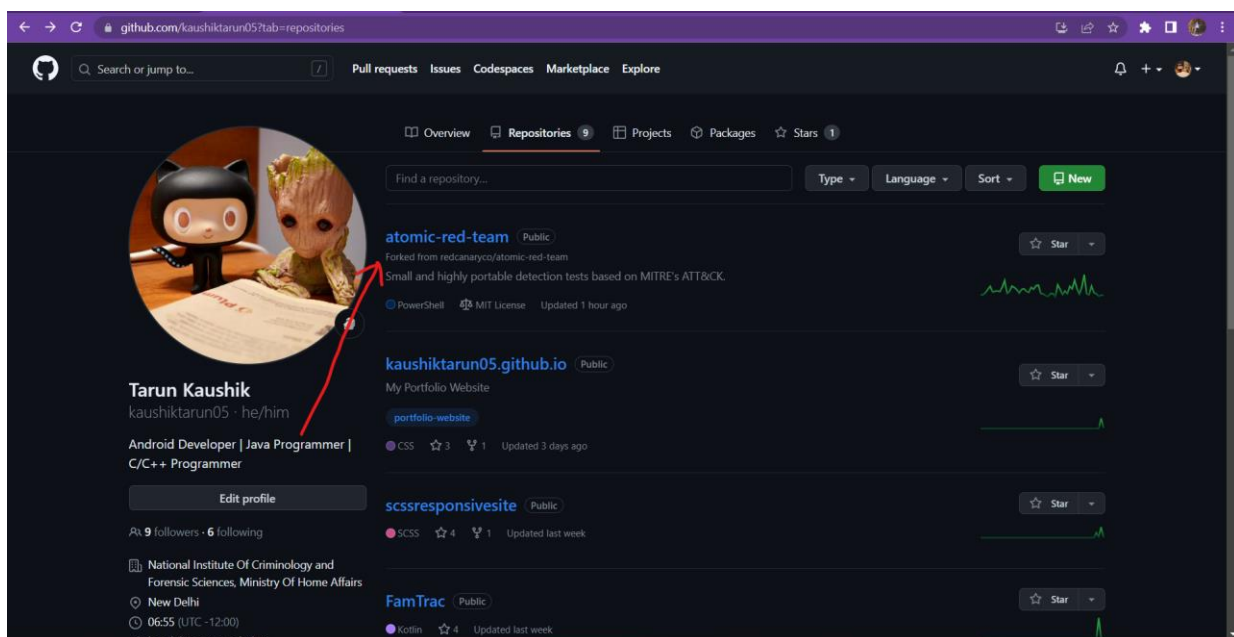 github.com/kaushiktarun05?tab=repositories
Search or jump to... /
Pull requests Issues Codespaces Marketplace Explore
Overview Repositories 9 Projects Packages Stars 1
Find a repository...
Type Language Sort New
atomic-red-team Public
Star
Forked from redcanaryco/atomic-red-team
Small and highly portable detection tests based on MITRE's ATT&CK.
PowerShell MIT License Updated 1 hour ago
kaushiktarun05.github.io Public
Star
My Portfolio Website
portfolio-website
CSS 3 1 Updated 3 days ago
scssresponsivesite Public
Star
SCSS 4 1 Updated last week
FamTrac Public
Star
Kotlin 4 Updated last week
Tarun Kaushik
kaushiktarun05 · he/him
Android Developer | Java Programmer |
C/C++ Programmer
Edit profile
9 followers · 6 following
National Institute Of Criminology and
Forensic Sciences, Ministry Of Home Affairs
New Delhi
06:55 (UTC -12:00)